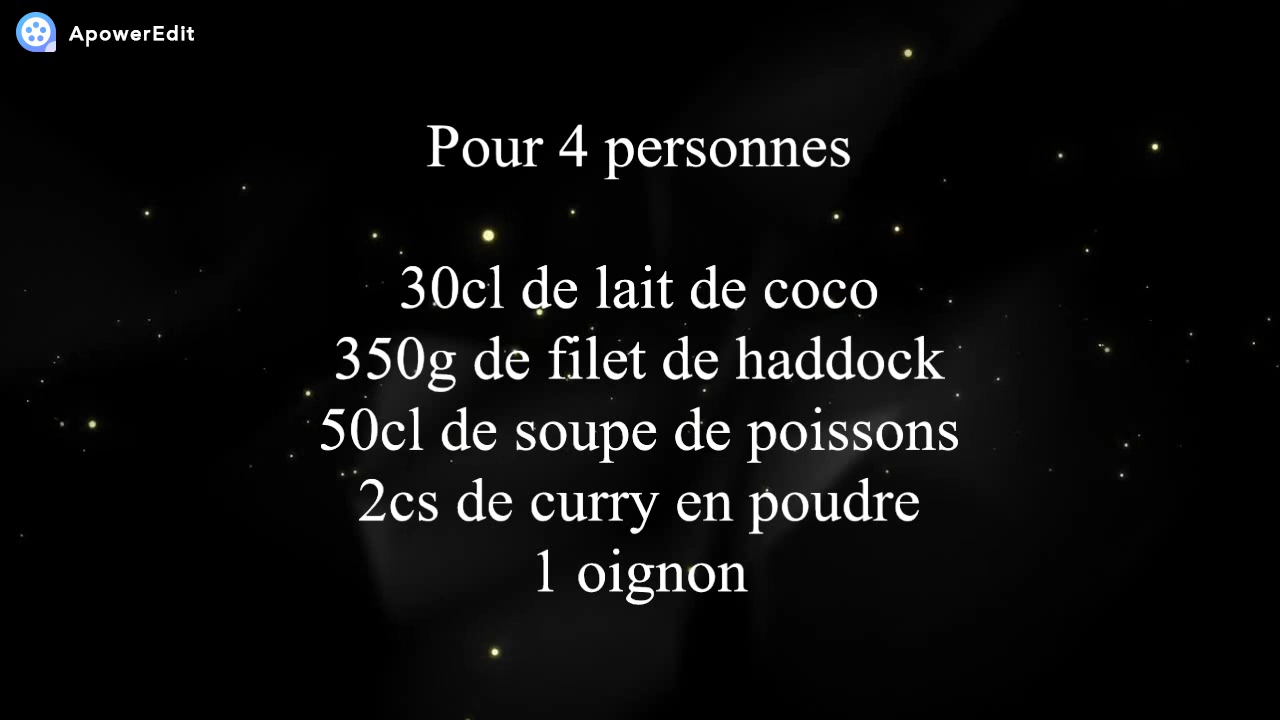 ApowerEdit
Pour 4 personnes
30cl de lait de coco
350g de filet de haddock
50cl de soupe de poissons
2cs de curry en poudre
1 oignon